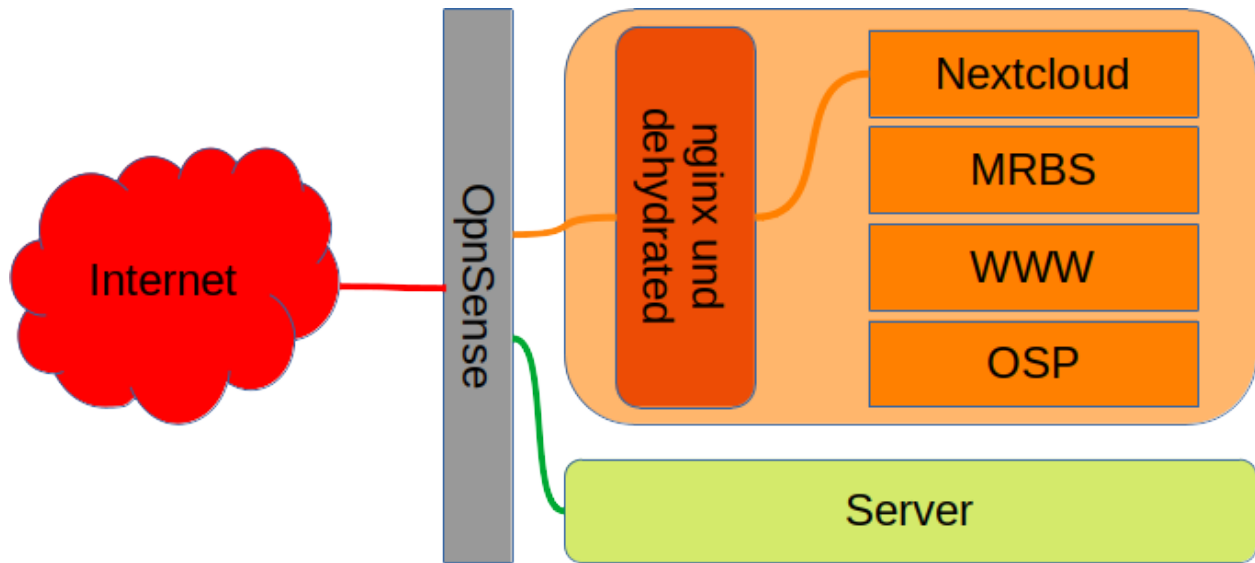 Internet
OpnSense
nginx und
dehydrated
Nextcloud
MRBS
WWW
OSP
Server